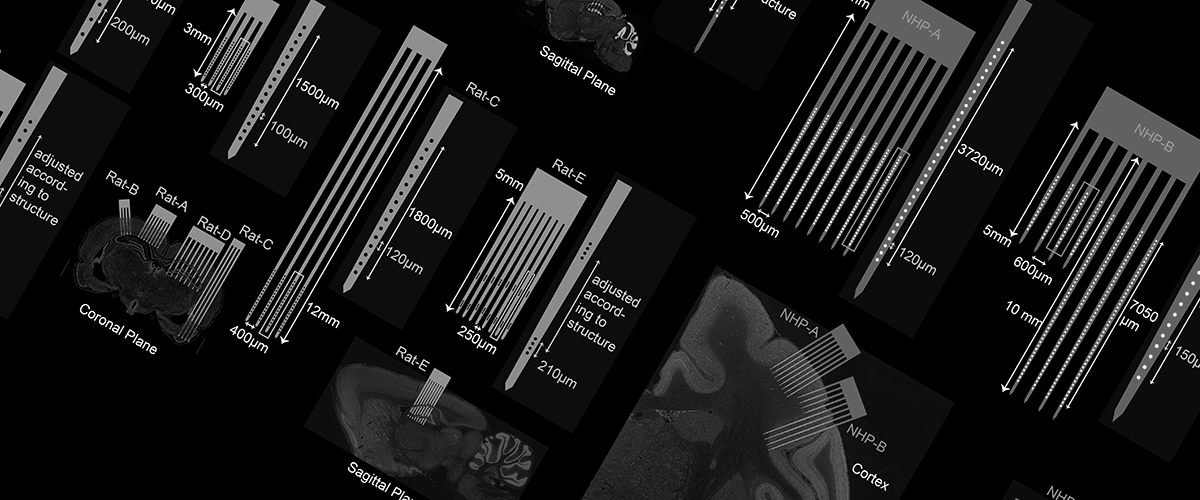 200µm
3mm
300µm
1500µm
100µm
adjusted
accord-
ing to
structure
Rat-B
Rat-A
Rat-D
Rat-C
Coronal Plane
400µm
12mm
Rat-C
1800µm
120µm
Sagittal Plane
5mm
Rat-E
250µm
adjusted
accord-
ing to
structure
210µm
Rat-E
Sagittal Plane
NHP-A
500µm
3720µm
120µm
NHP-A
NHP-B
Cortex
NHP-B
5mm
600µm
10 mm
7050
µm